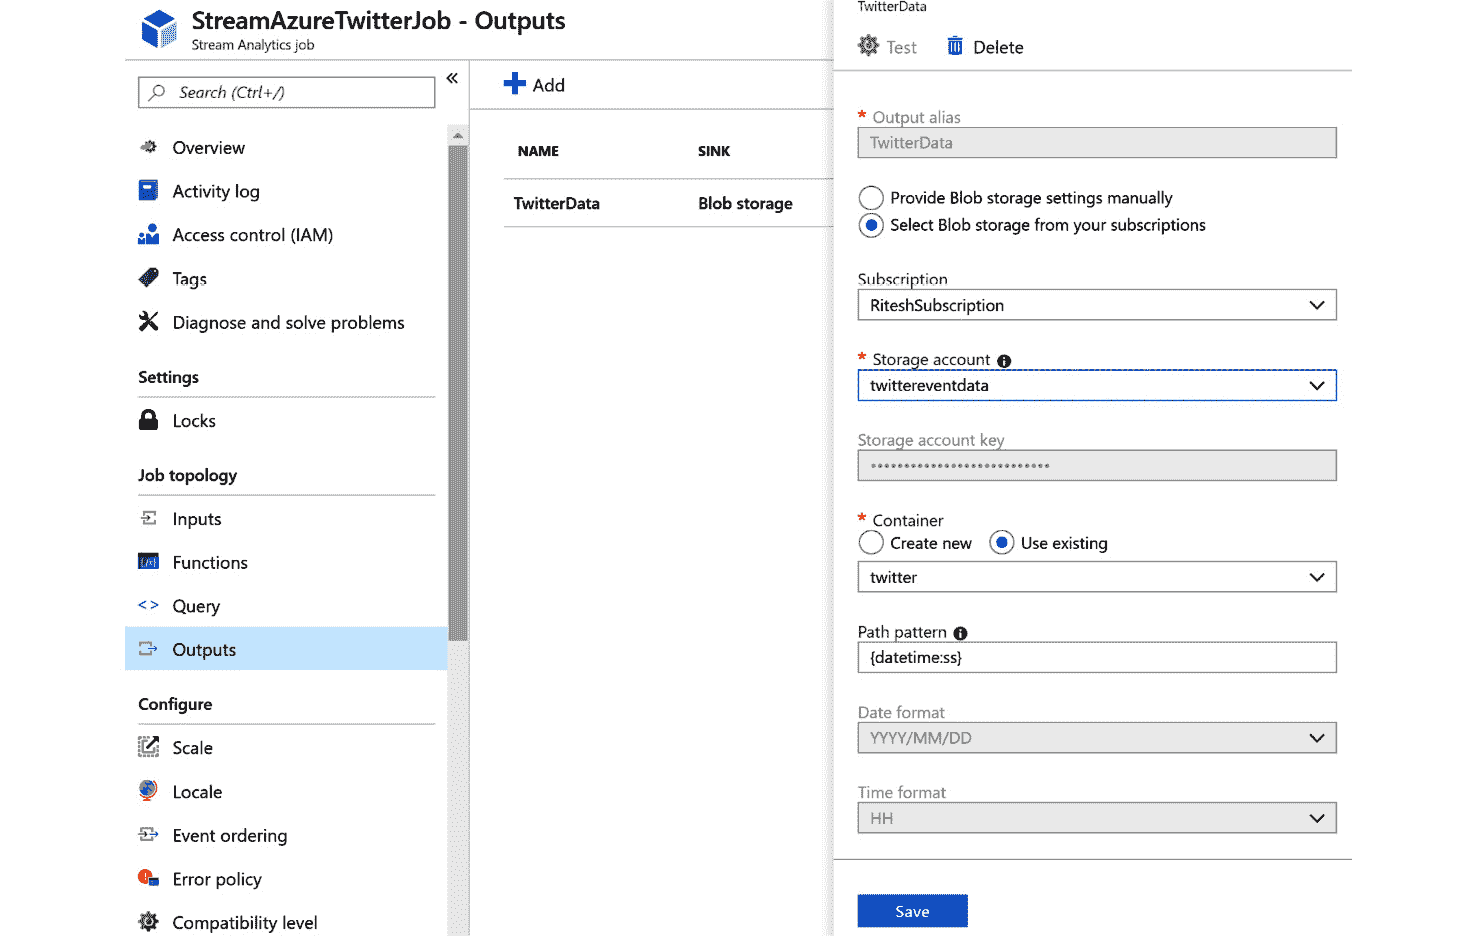 StreamAzureTwitterJob - Outputs
Stream Analytics job
Search (Ctrl+/)
«
Overview
Activity log
Access control (IAM)
Tags
Diagnose and solve problems
Settings
Locks
Job topology
Inputs
Functions
Query
Outputs
Configure
Scale
Locale
Event ordering
Error policy
Compatibility level
Add
NAME SINK
TwitterData Blob storage
TwitterData
Test Delete
* Output alias
TwitterData
Provide Blob storage settings manually
Select Blob storage from your subscriptions
Subscription
RiteshSubscription
* Storage account
twittereventdata
Storage account key
•••••••••••••••••••••••••••
* Container
Create new Use existing
twitter
Path pattern
{datetime:ss}
Date format
YYYY/MM/DD
Time format
HH
Save